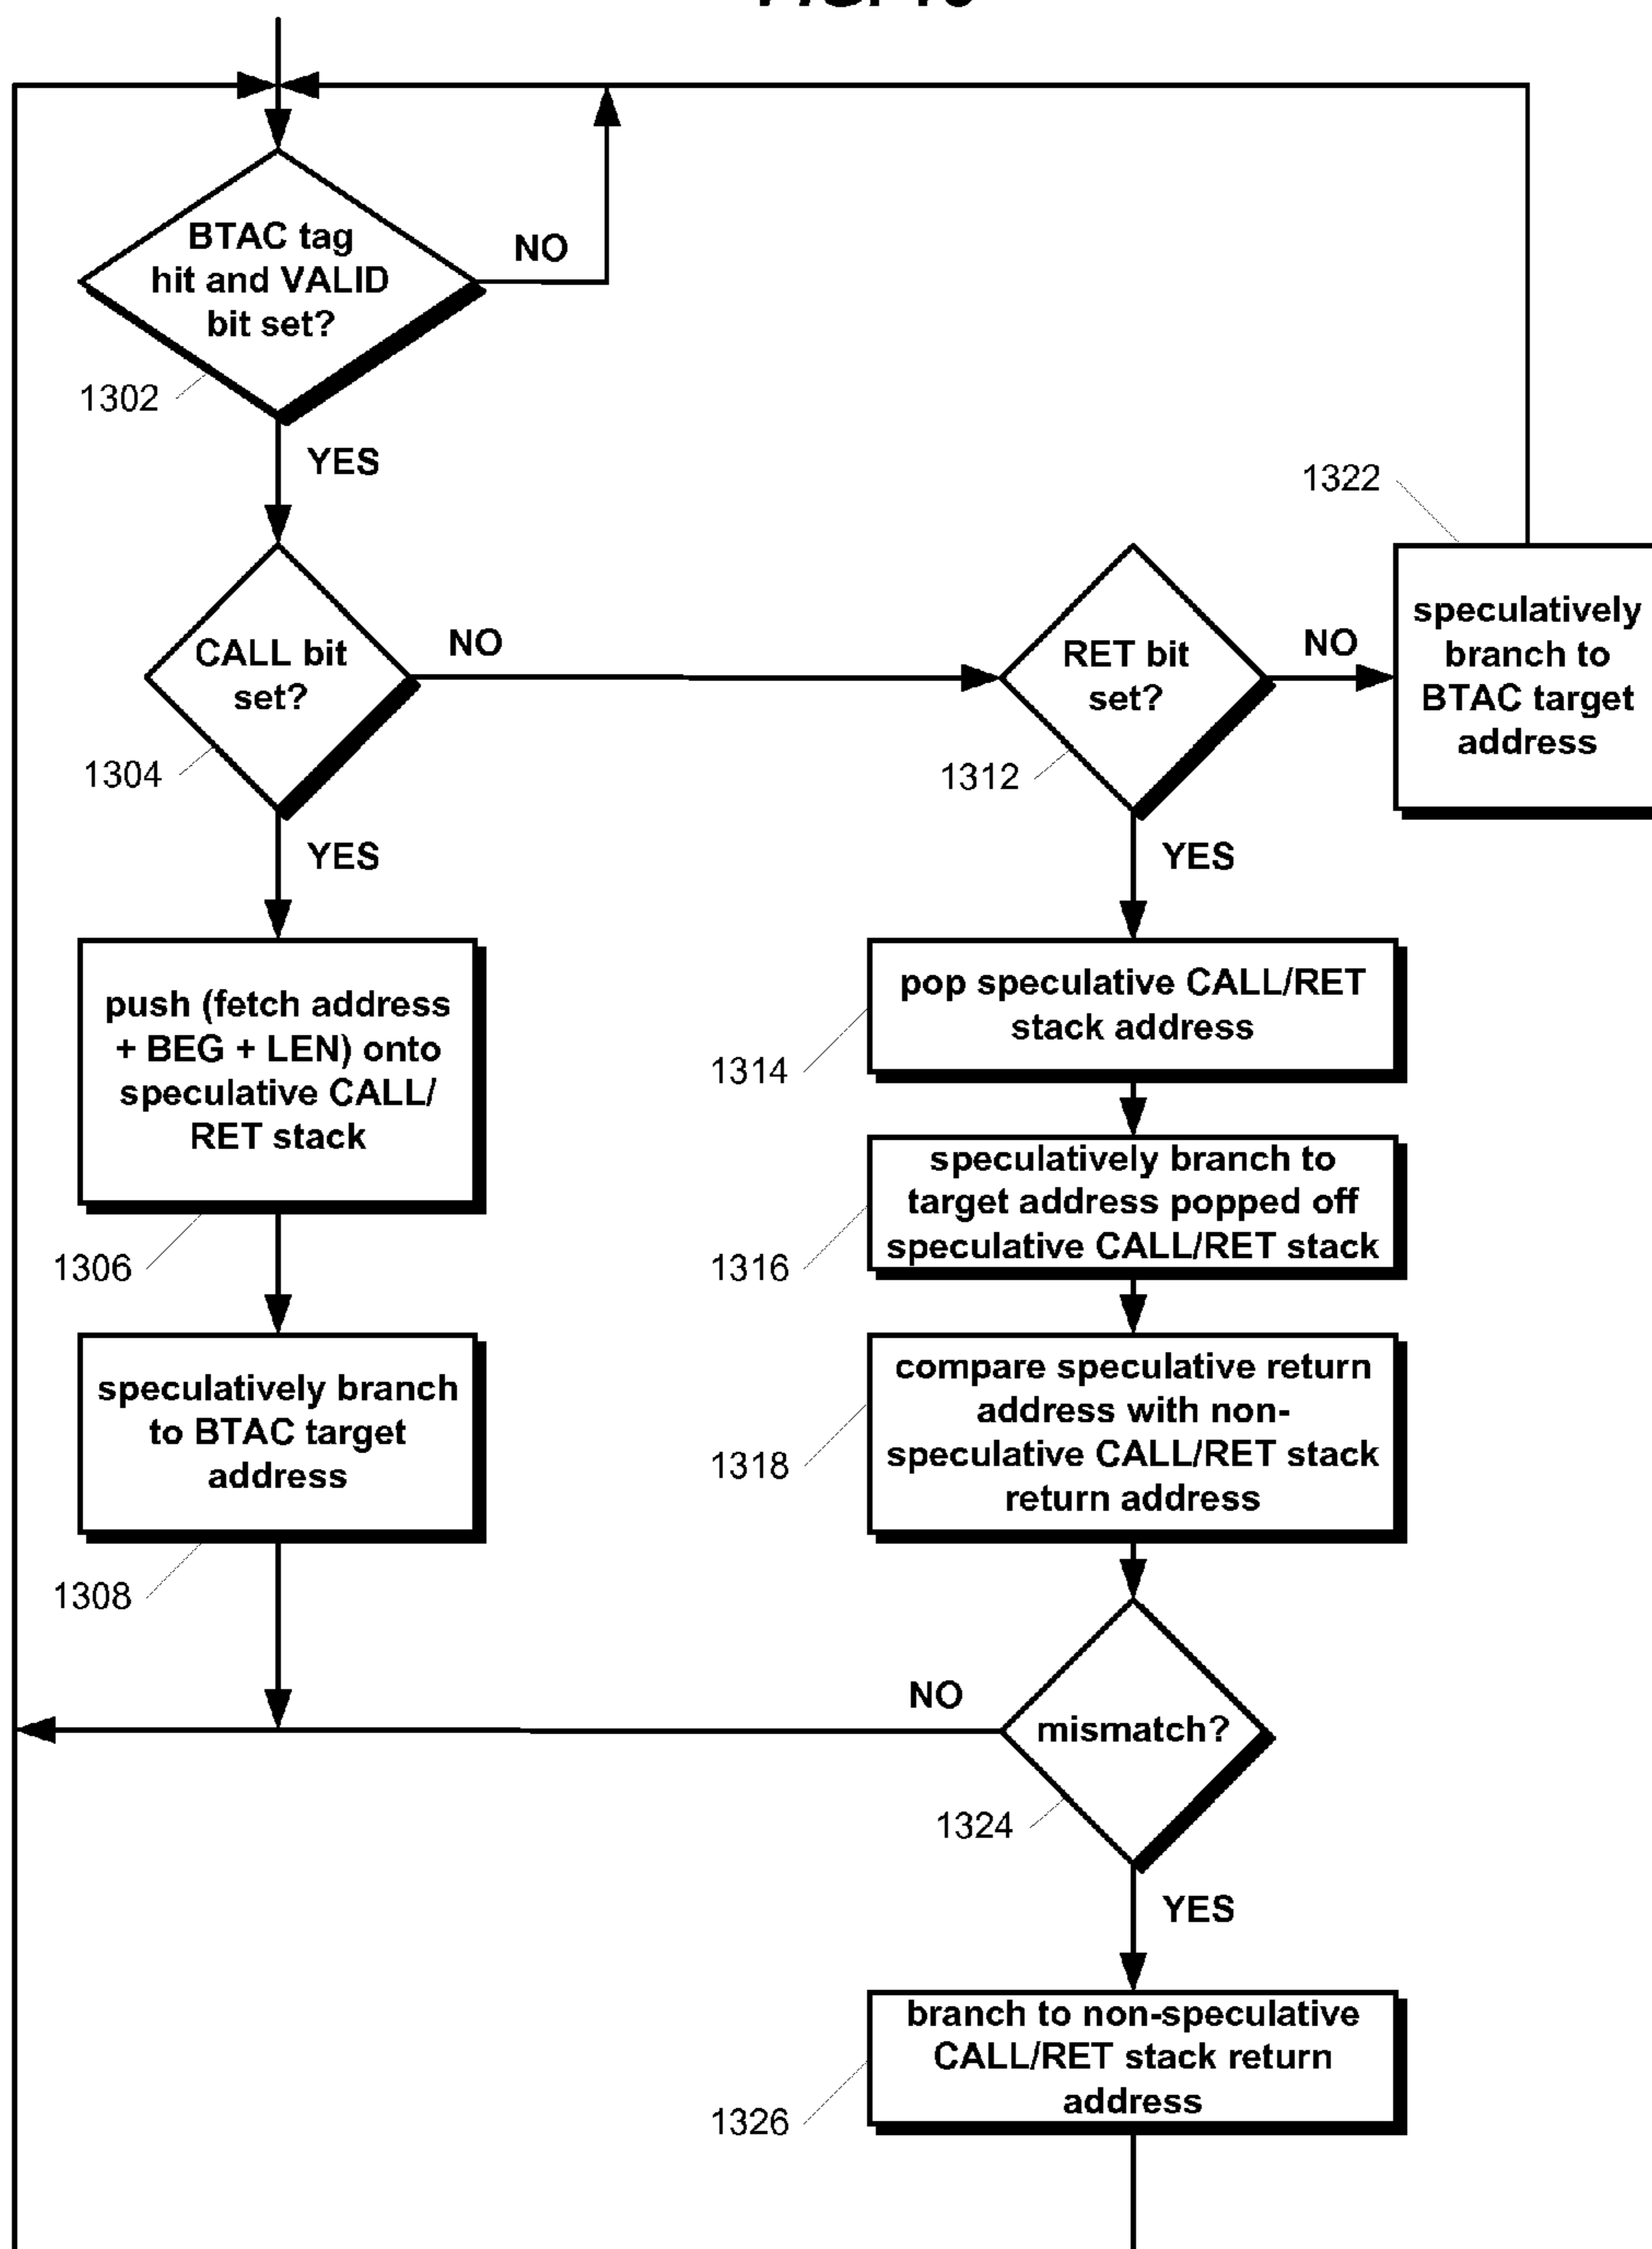 BTAC tag
hit and VALID
bit set?
NO
1302
YES
1322
CALL bit
set?
NO
1304
RET bit
set?
NO
1312
speculatively
branch to
BTAC target
address
YES
YES
push (fetch address
+ BEG + LEN) onto
speculative CALL/
RET stack
1306
pop speculative CALL/RET
stack address
1314
speculatively branch to
target address popped off
speculative CALL/RET stack
1316
speculatively branch
to BTAC target
address
1308
compare speculative return
address with non-
speculative CALL/RET stack
return address
1318
NO
mismatch?
1324
YES
branch to non-speculative
CALL/RET stack return
address
1326